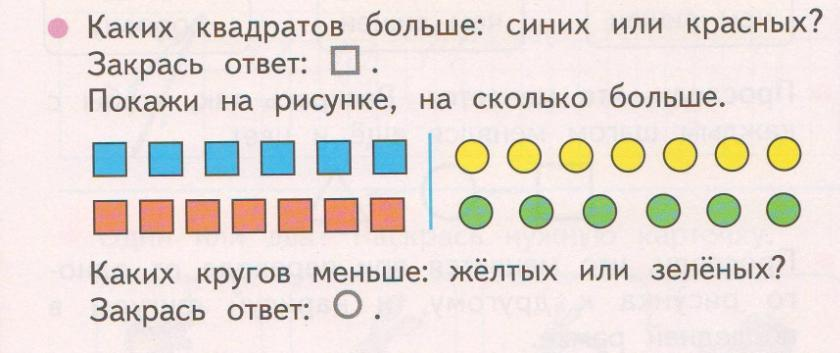 Каких квадратов больше: синих или красных?
Закрась ответ: .
Покажи на рисунке, на сколько больше.
Каких кругов меньше: жёлтых или зелёных?
Закрась ответ: .